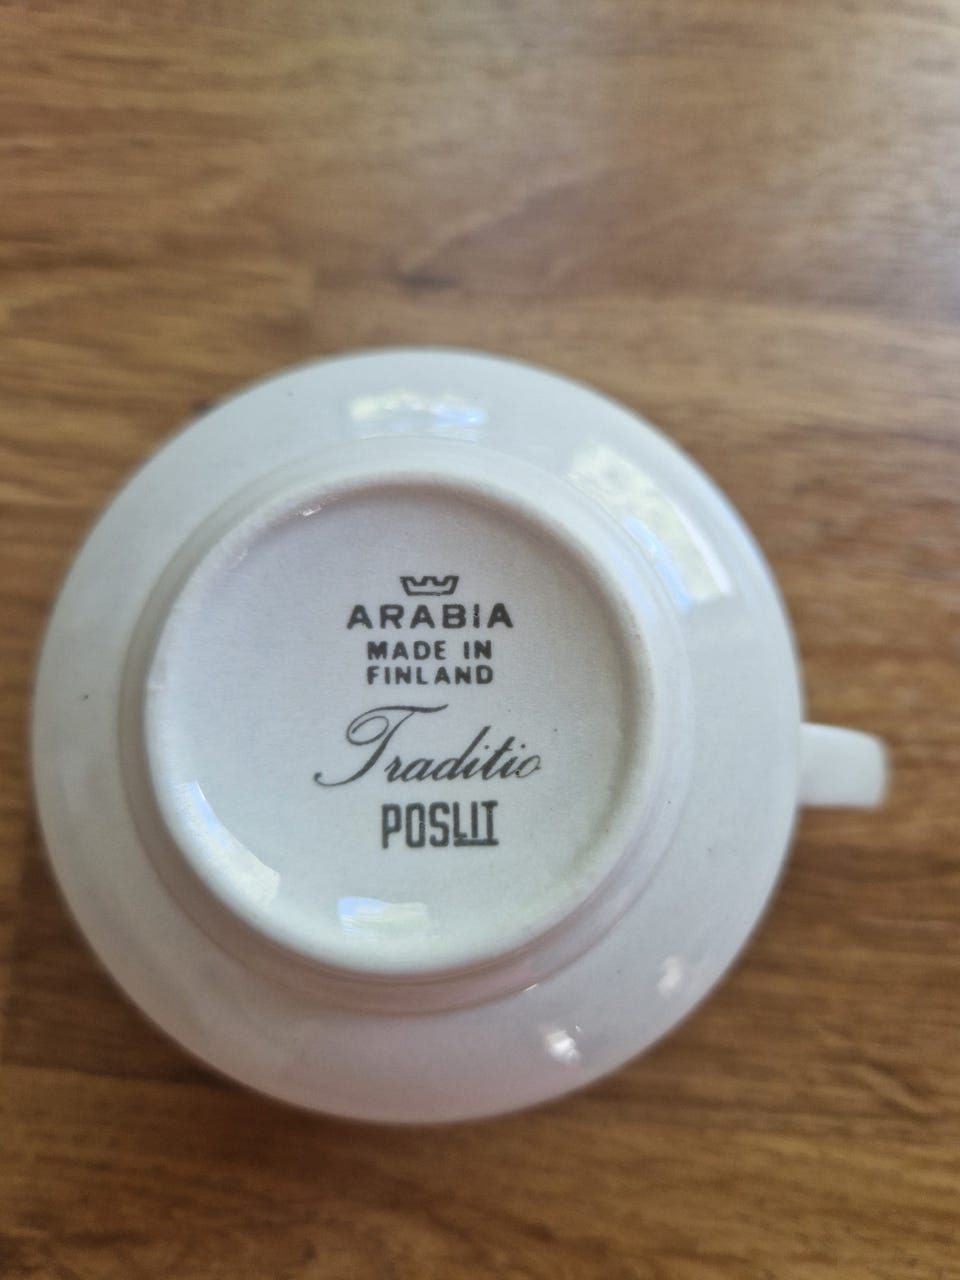 ARABIA
MADE IN
FINLAND
Traditio
POSLII